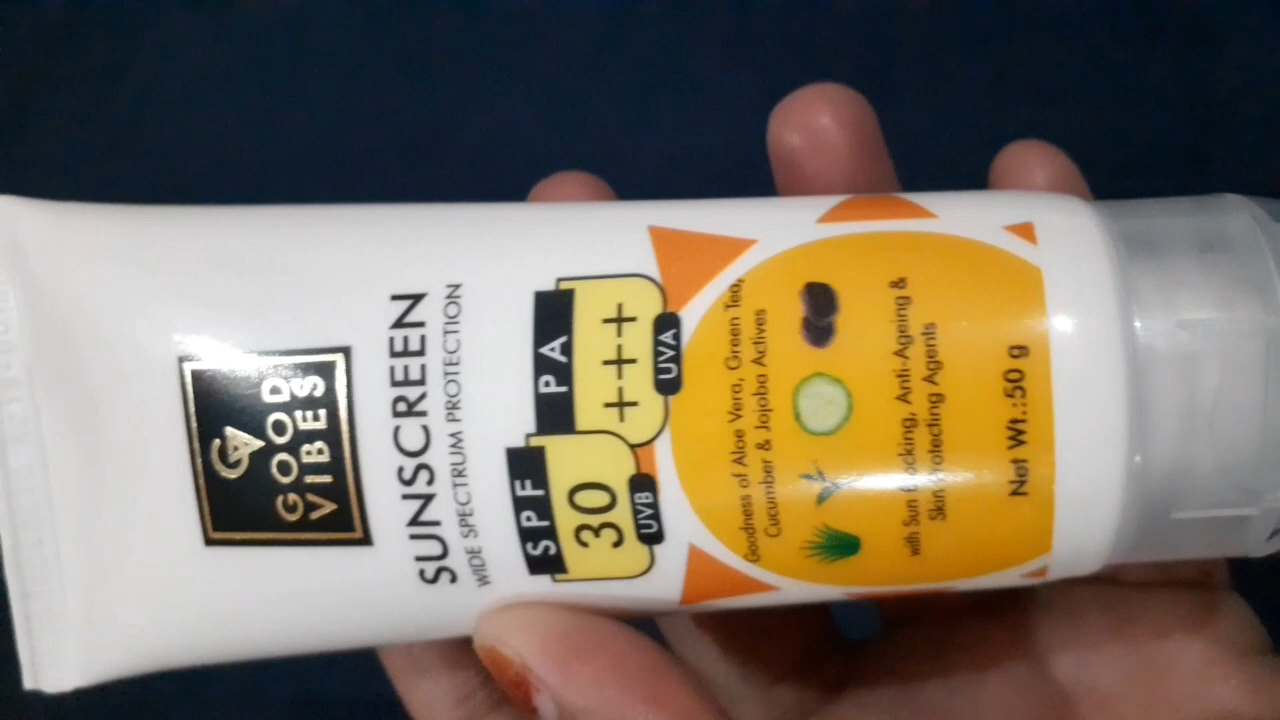 GOOD
VIBES
SUNSCREEN
WIDE SPECTRUM PROTECTION
SPF
30
UVB
PA
+++
UVA
Goodness of Aloe Vera, Green Tea,
Cucumber & Jojoba Actives
with Sun Blocking, Anti-Ageing &
Skin Protecting Agents
Net Wt.:50 g